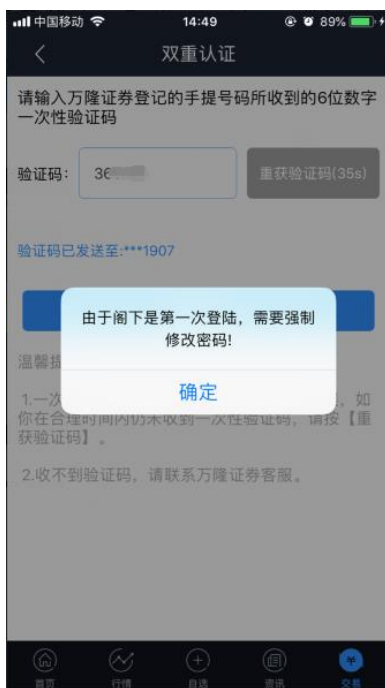 中国移动 14:49 89%
双重认证
请输入万隆证券登记的手提号码所收到的6位数字
一次性验证码
验证码： 36 重获验证码(35s)
验证码已发送至:***1907
由于阁下是第一次登陆，需要强制
修改密码!
确定
温馨提
1.一次 ，如
你在合理时间内仍未收到一次性验证码，请按【重
获验证码】。
2.收不到验证码，请联系万隆证券客服。
首页 行情 自选 资讯 交易